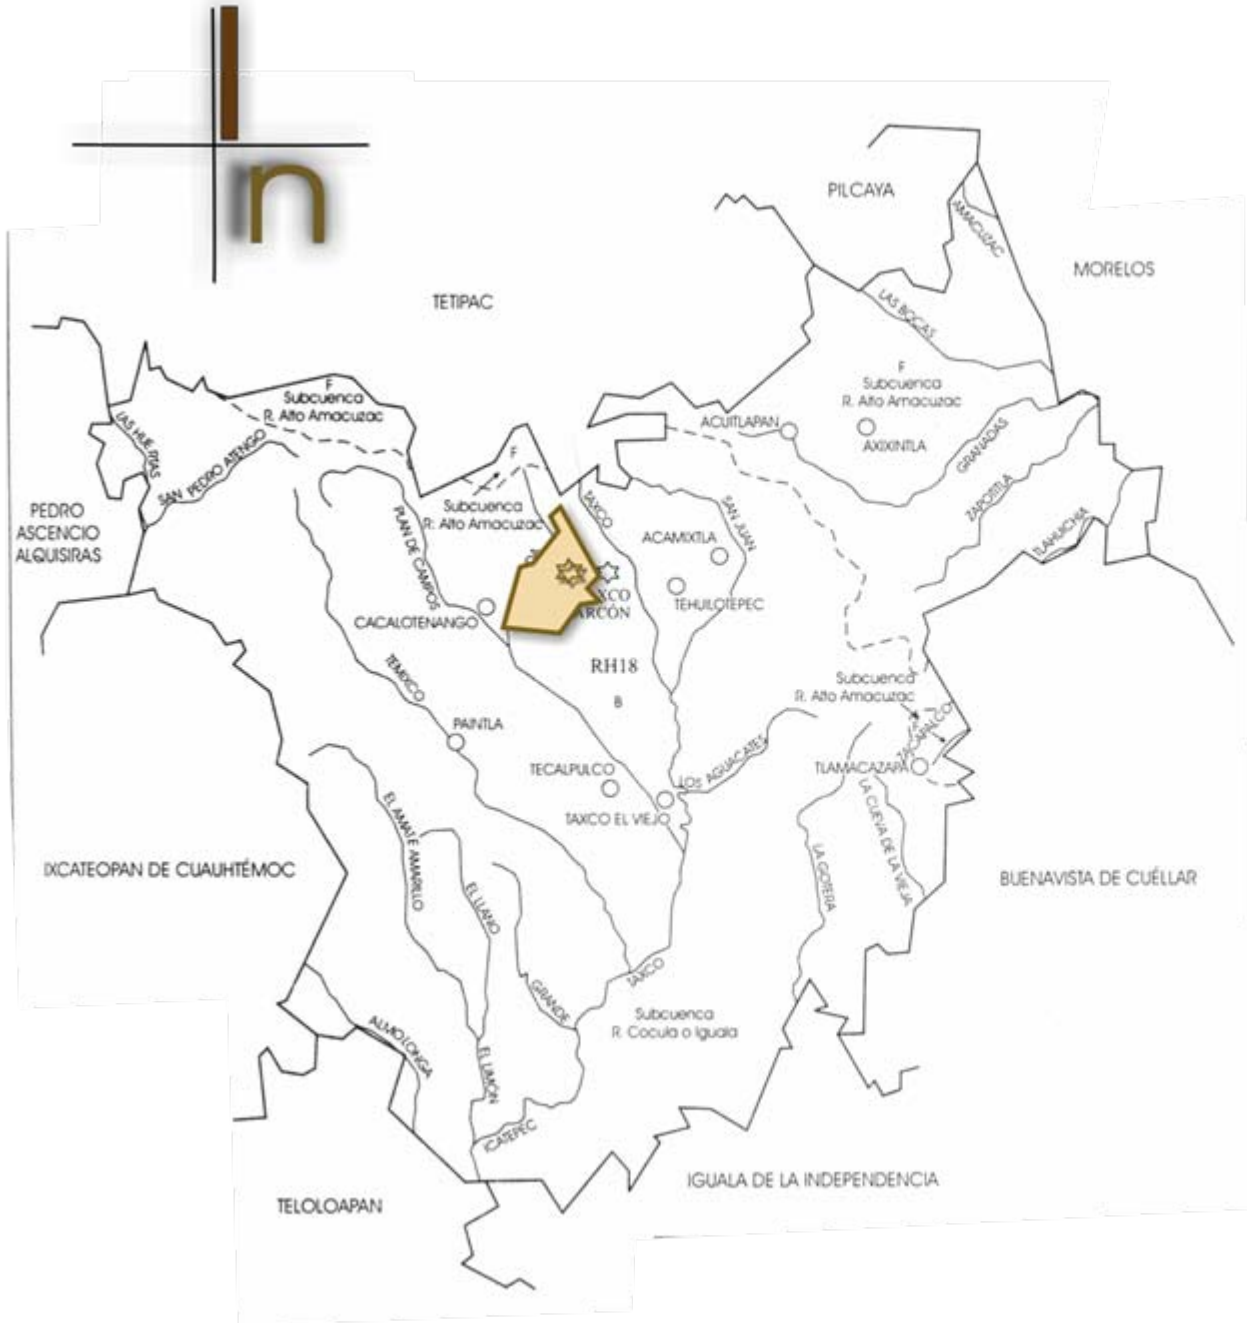 n
PILCAYA
AMACUZAC
MORELOS
TETIPAC
LAS BOCAS
F
Subcuenca
R. Alto Amacuzac
F
Subcuenca
R. Alto Amacuzac
LAS HUERTAS
SAN PEDRO ATENGO
ACUITLAPAN
AXIXINTLA
GRANADAS
F
ZAPOTITLA
TLAHUICHIA
PEDRO
ASCENCIO
ALQUISIRAS
Subcuenca
R. Alto Amacuzac
PLAN DE CAMPOS
TAXCO
SAN JUAN
ACAMIXTLA
TEHUILOTEPEC
XCO
ARCÓN
CACALOTENANGO
RH18
B
TEMIXCO
Subcuenca
R. Alto Amacuzac
ZACAPALCO
PAINTLA
TECALPULCO
LOS AGUACATES
TLAMACAZAPA
TAXCO EL VIEJO
EL AMATE AMARILLO
LA CUEVA DE LA VIEJA
LA GOTERA
IXCATEOPAN DE CUAUHTÉMOC
BUENAVISTA DE CUÉLLAR
EL LLANO
GRANDE
TAXCO
Subcuenca
R. Cocula o Iguala
ALMOLONGA
EL LIMÓN
ICATEPEC
IGUALA DE LA INDEPENDENCIA
TELOLOAPAN